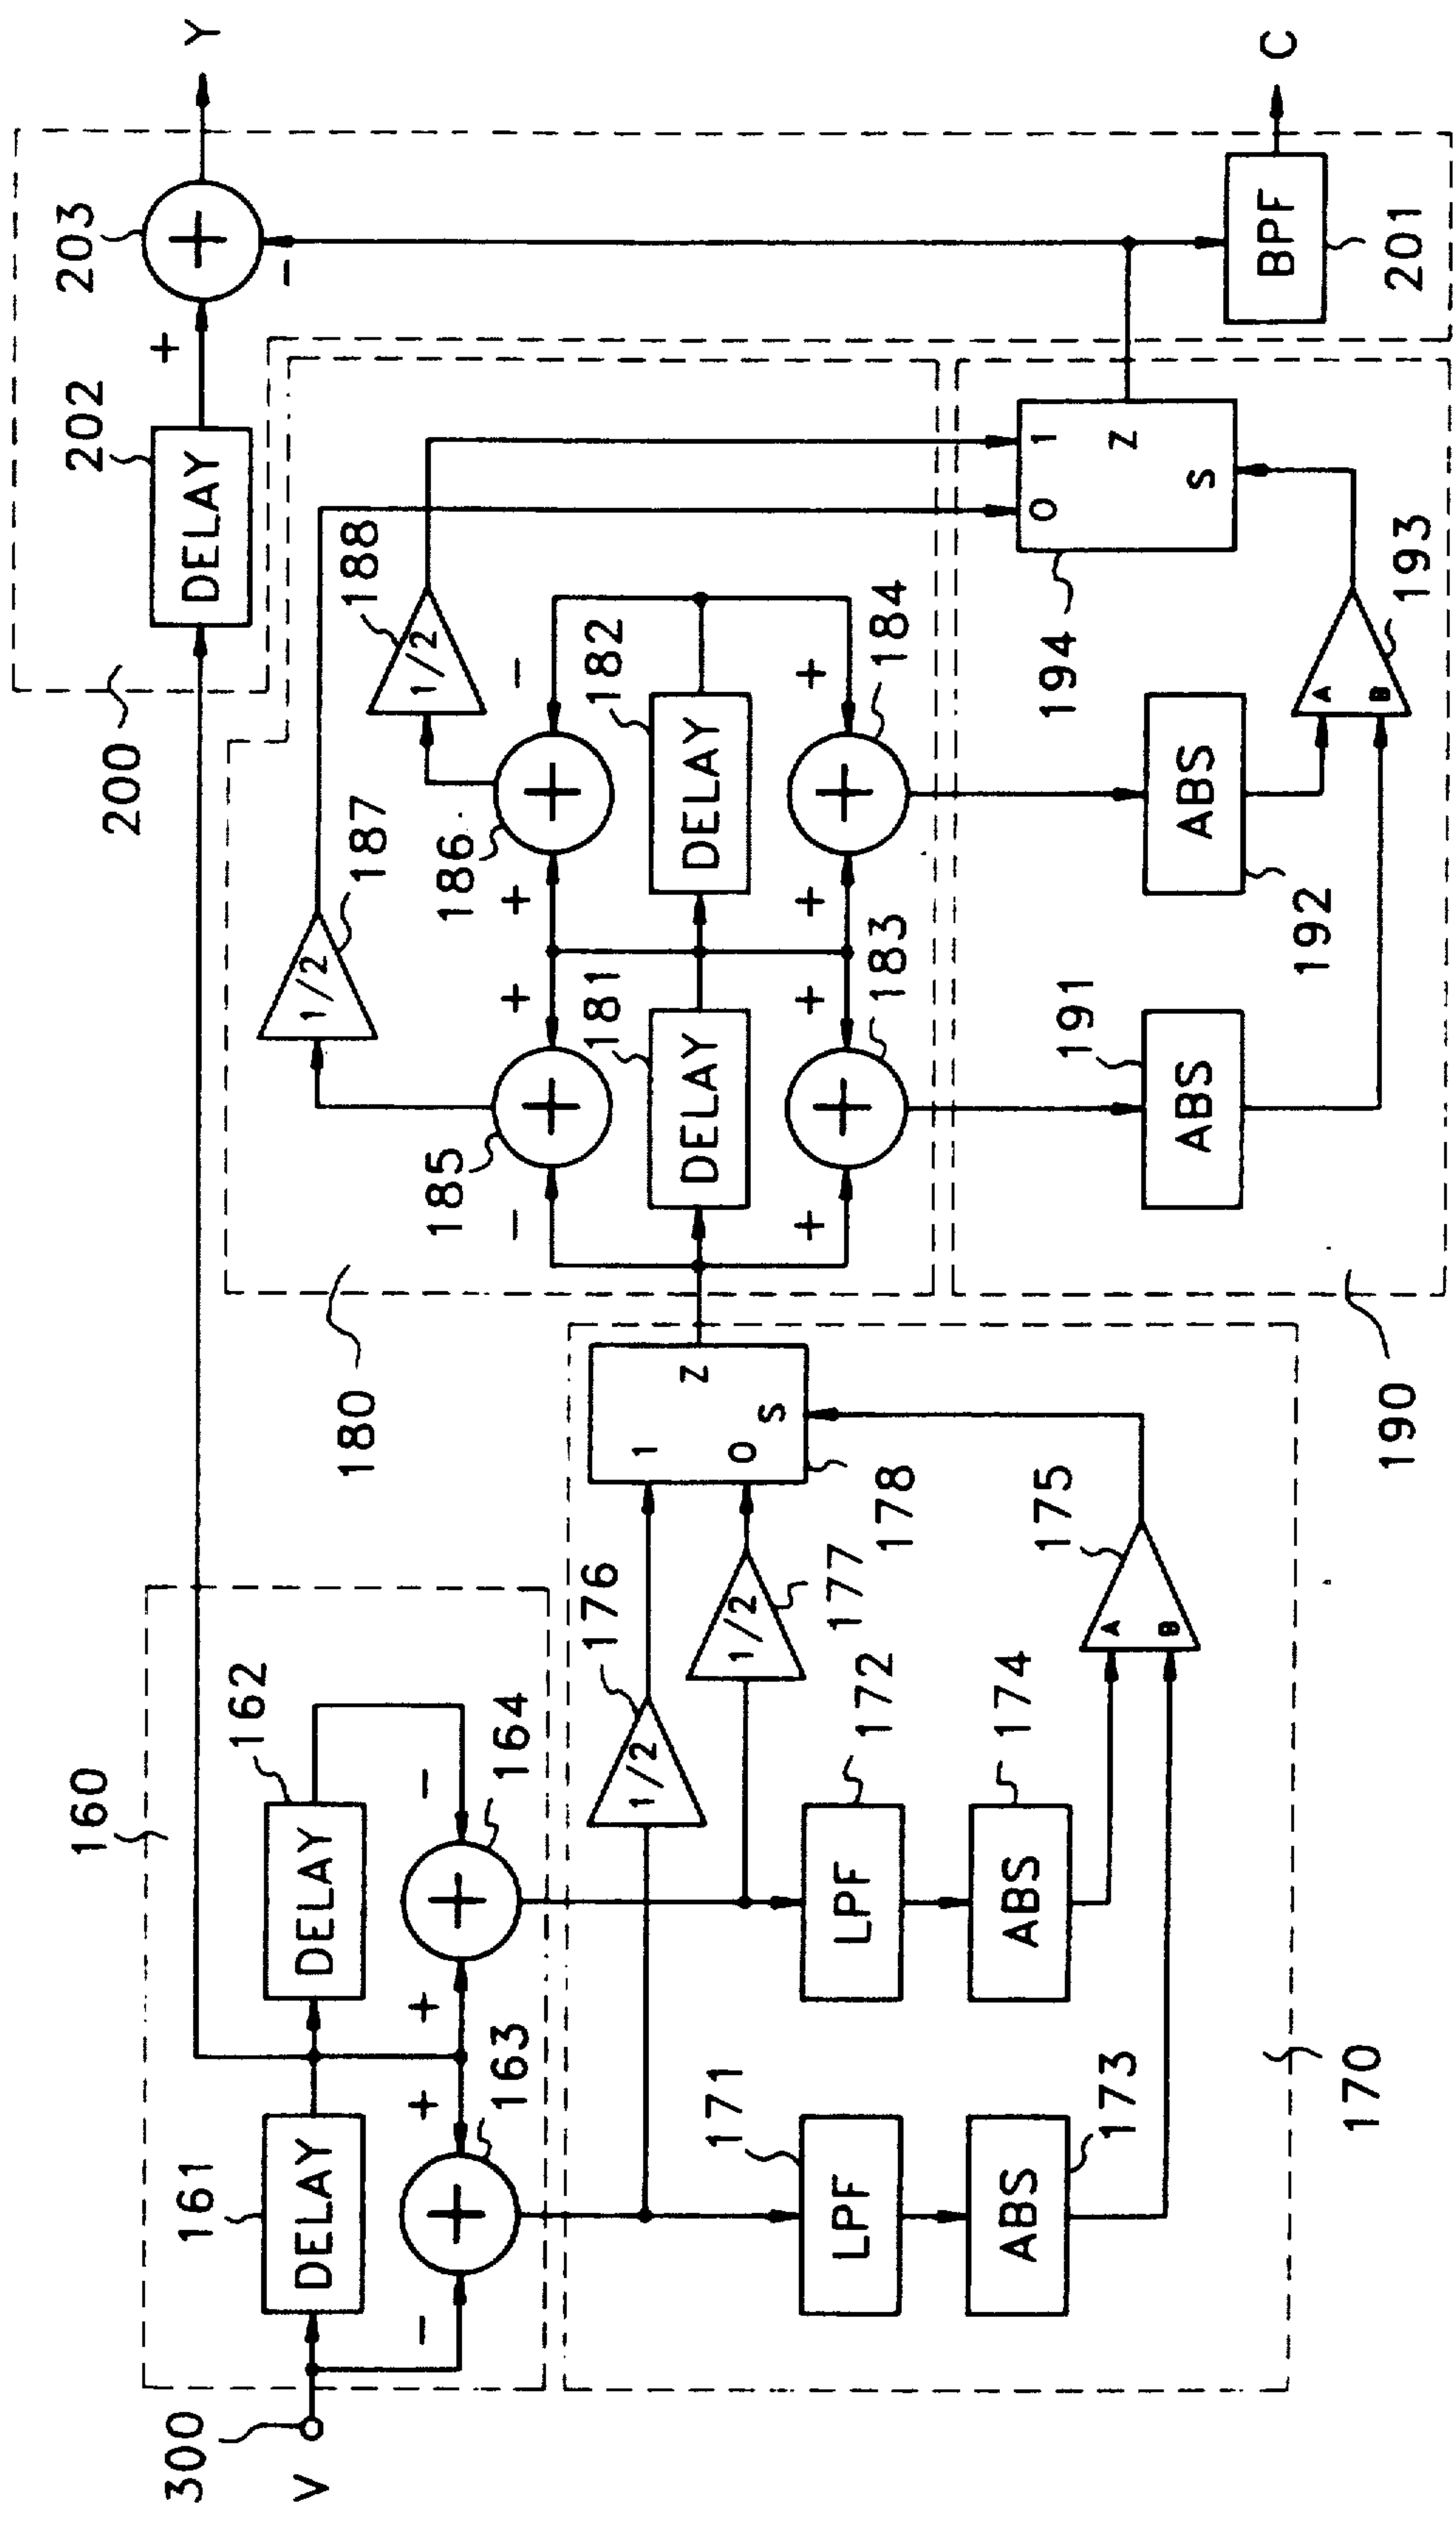 300
V
160
161
DELAY
162
DELAY
-
+
163
+
-
164
170
171
LPF
172
LPF
173
ABS
174
ABS
175
A
B
176
1/2
177
1/2
178
1
0
Z
S
180
181
DELAY
182
DELAY
-
+
185
+
-
186
+
+
183
+
+
184
187
1/2
188
1/2
190
191
ABS
192
ABS
193
A
B
194
0
1
Z
S
200
202
DELAY
+
-
203
Y
BPF
201
C